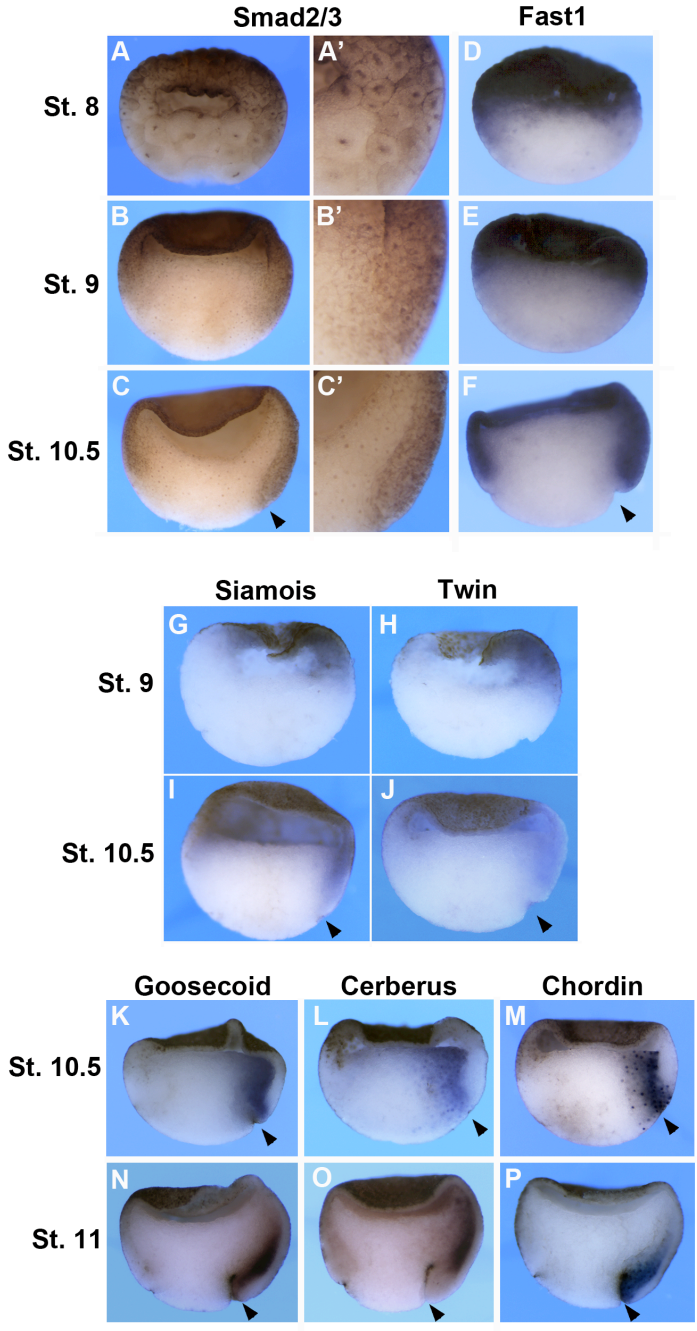 Smad2/3 Fast1
St. 8 A A’ D
St. 9 B B’ E
St. 10.5 C C’ F
Siamois Twin
St. 9 G H
St. 10.5 I J
Goosecoid Cerberus Chordin
St. 10.5 K L M
St. 11 N O P